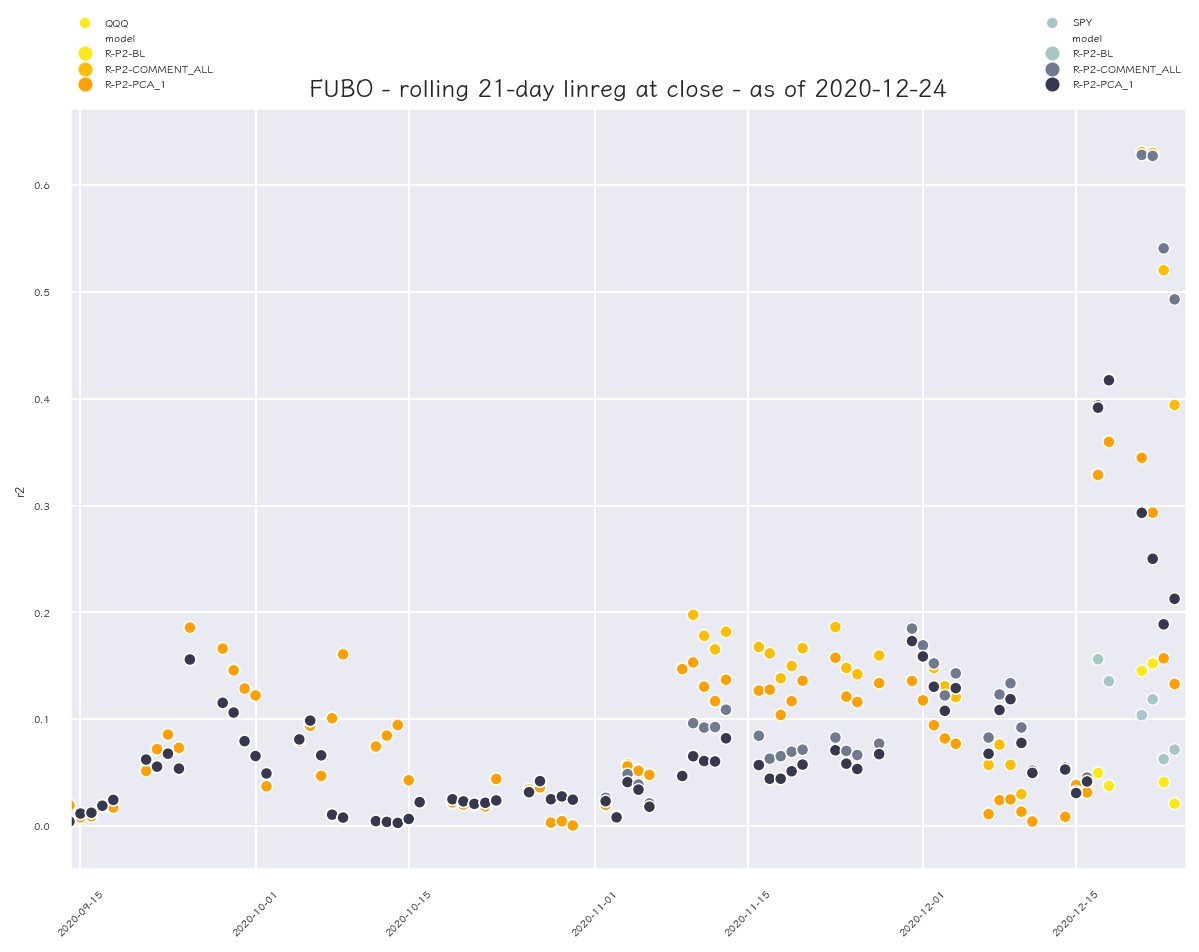 QQQ
model
R-P2-BL
R-P2-COMMENT_ALL
R-P2-PCA_1
SPY
model
R-P2-BL
R-P2-COMMENT_ALL
R-P2-PCA_1
FUBO - rolling 21-day linreg at close - as of 2020-12-24
0.6
0.5
0.4
0.3
0.2
0.1
0.0
r2
2020-09-15
2020-10-01
2020-10-15
2020-11-01
2020-11-15
2020-12-01
2020-12-15